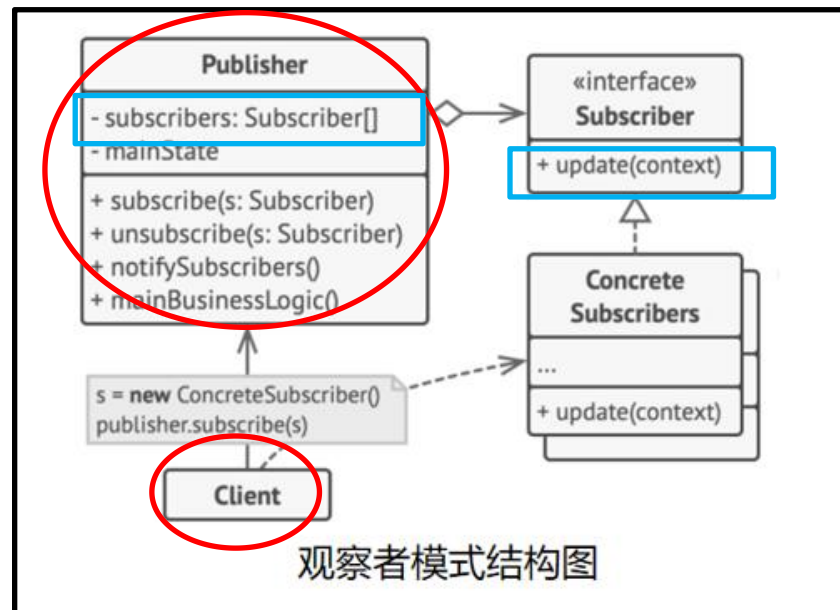 Publisher
- subscribers: Subscriber[]
- mainState
+ subscribe(s: Subscriber)
+ unsubscribe(s: Subscriber)
+ notifySubscribers()
+ mainBusinessLogic()
«interface»
Subscriber
+ update(context)
Concrete
Subscribers
...
+ update(context)
s = new ConcreteSubscriber()
publisher.subscribe(s)
Client
观察者模式结构图